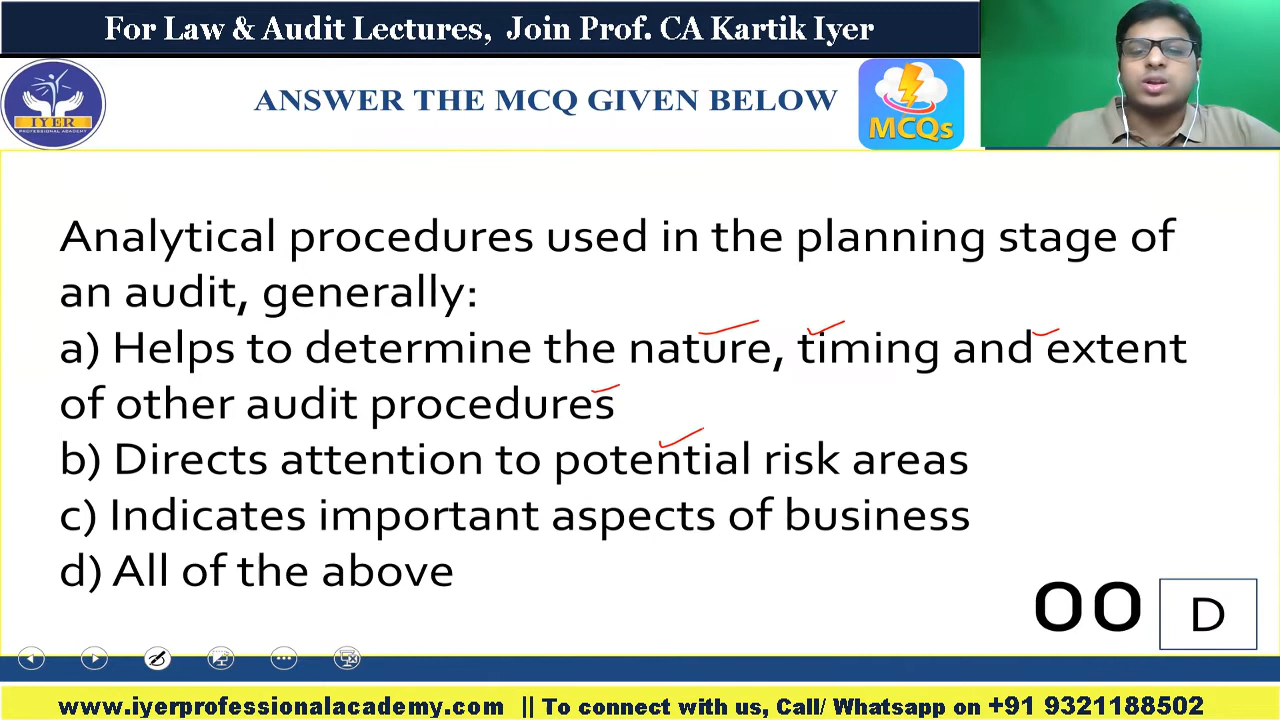 For Law & Audit Lectures, Join Prof. CA Kartik Iyer
IYER
PROFESSIONAL ACADEMY
ANSWER THE MCQ GIVEN BELOW
MCQs
Analytical procedures used in the planning stage of
an audit, generally:
a) Helps to determine the nature, timing and extent
of other audit procedures
b) Directs attention to potential risk areas
c) Indicates important aspects of business
d) All of the above
00
D
www.iyerprofessionalacademy.com || To connect with us, Call/ Whatsapp on +91 9321188502